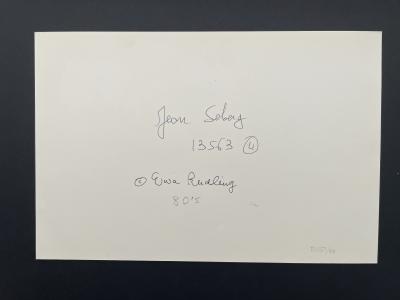 Jean Seberg
13563 ④
© Ewa Rudling
80's